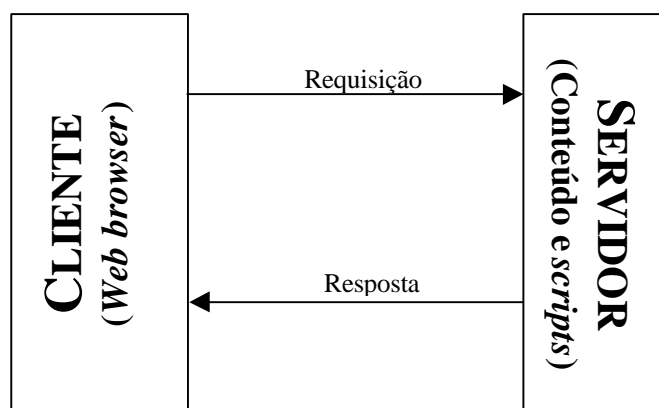 CLIENTE
(Web browser)
Requisição
Resposta
SERVIDOR
(Conteúdo e scripts)